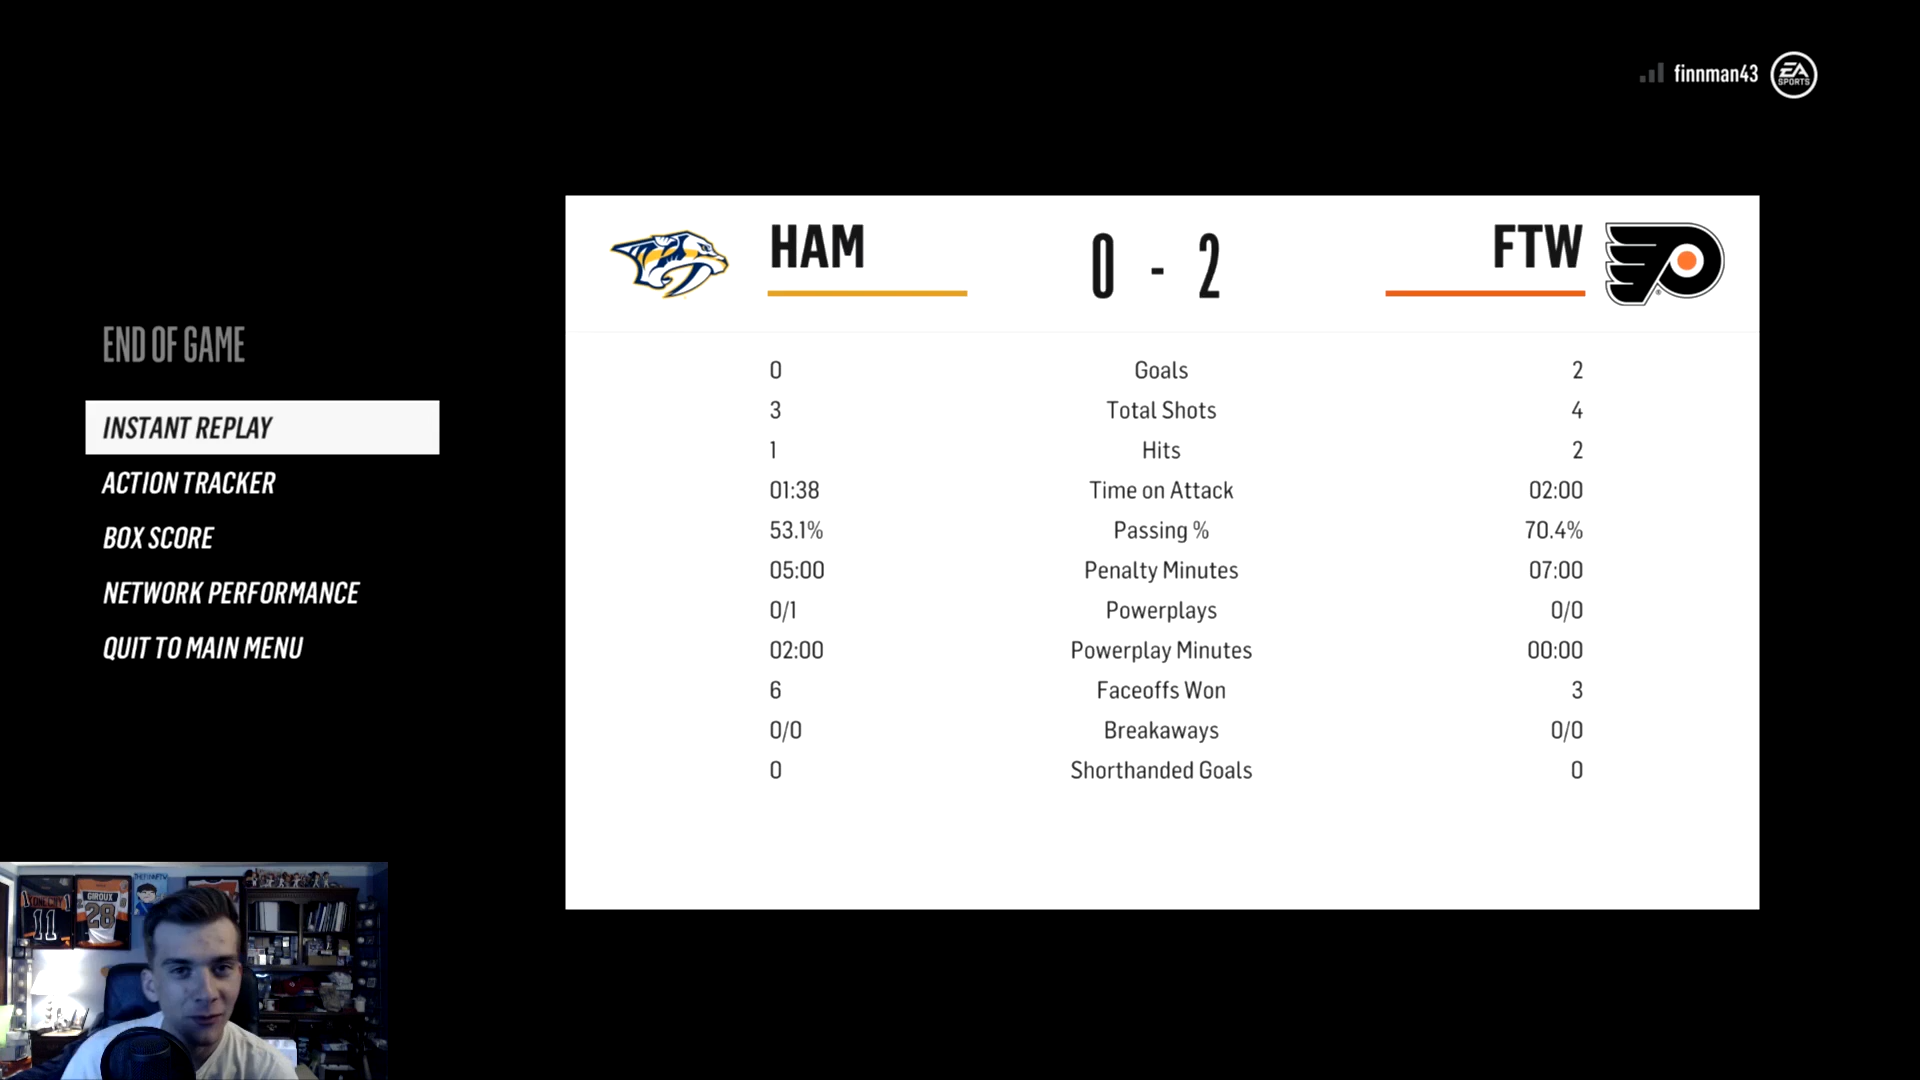 finnman43
EA
SPORTS
HAM 0 - 2 FTW
END OF GAME
INSTANT REPLAY
ACTION TRACKER
BOX SCORE
NETWORK PERFORMANCE
QUIT TO MAIN MENU
0 Goals 2
3 Total Shots 4
1 Hits 2
01:38 Time on Attack 02:00
53.1% Passing % 70.4%
05:00 Penalty Minutes 07:00
0/1 Powerplays 0/0
02:00 Powerplay Minutes 00:00
6 Faceoffs Won 3
0/0 Breakaways 0/0
0 Shorthanded Goals 0
11
GIROUX
28